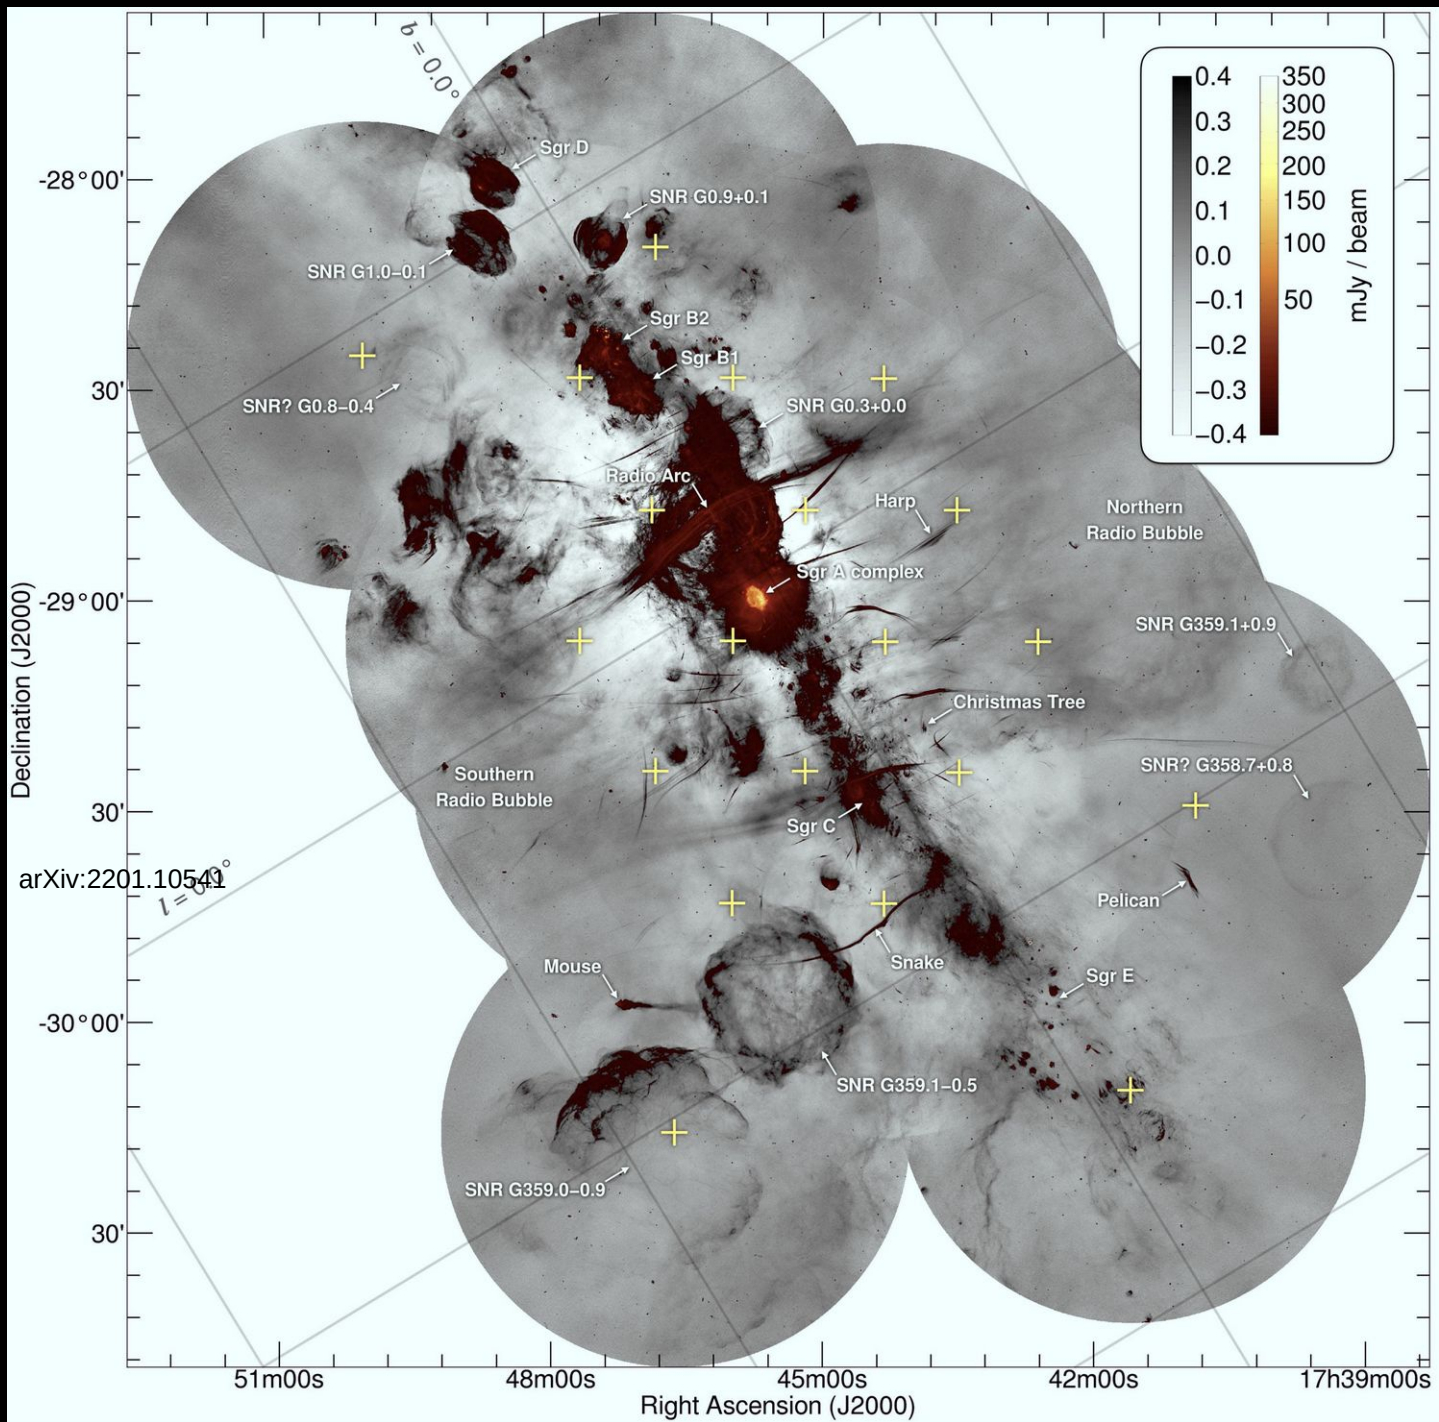 b = 0.0°
Sgr D
SNR G0.9+0.1
SNR G1.0−0.1
Sgr B2
Sgr B1
SNR? G0.8−0.4
SNR G0.3+0.0
Radio Arc
Harp
Northern
Radio Bubble
Sgr A complex
SNR G359.1+0.9
Christmas Tree
Southern
Radio Bubble
SNR? G358.7+0.8
Sgr C
Pelican
Mouse
Snake
Sgr E
SNR G359.1−0.5
SNR G359.0−0.9
l = 0.0°
arXiv:2201.10541
0.4
0.3
0.2
0.1
0.0
−0.1
−0.2
−0.3
−0.4
350
300
250
200
150
100
50
mJy / beam
-28°00'
30'
-29°00'
30'
-30°00'
30'
Declination (J2000)
51m00s 48m00s 45m00s 42m00s 17h39m00s
Right Ascension (J2000)